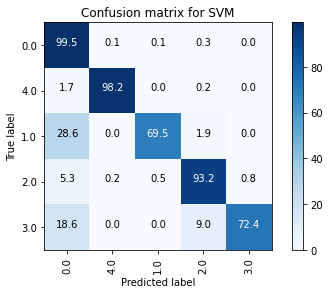 Confusion matrix for SVM
0.0 99.5 0.1 0.1 0.3 0.0
4.0 1.7 98.2 0.0 0.2 0.0
1.0 28.6 0.0 69.5 1.9 0.0
2.0 5.3 0.2 0.5 93.2 0.8
3.0 18.6 0.0 0.0 9.0 72.4
0.0 4.0 1.0 2.0 3.0
True label
Predicted label
80
60
40
20
0